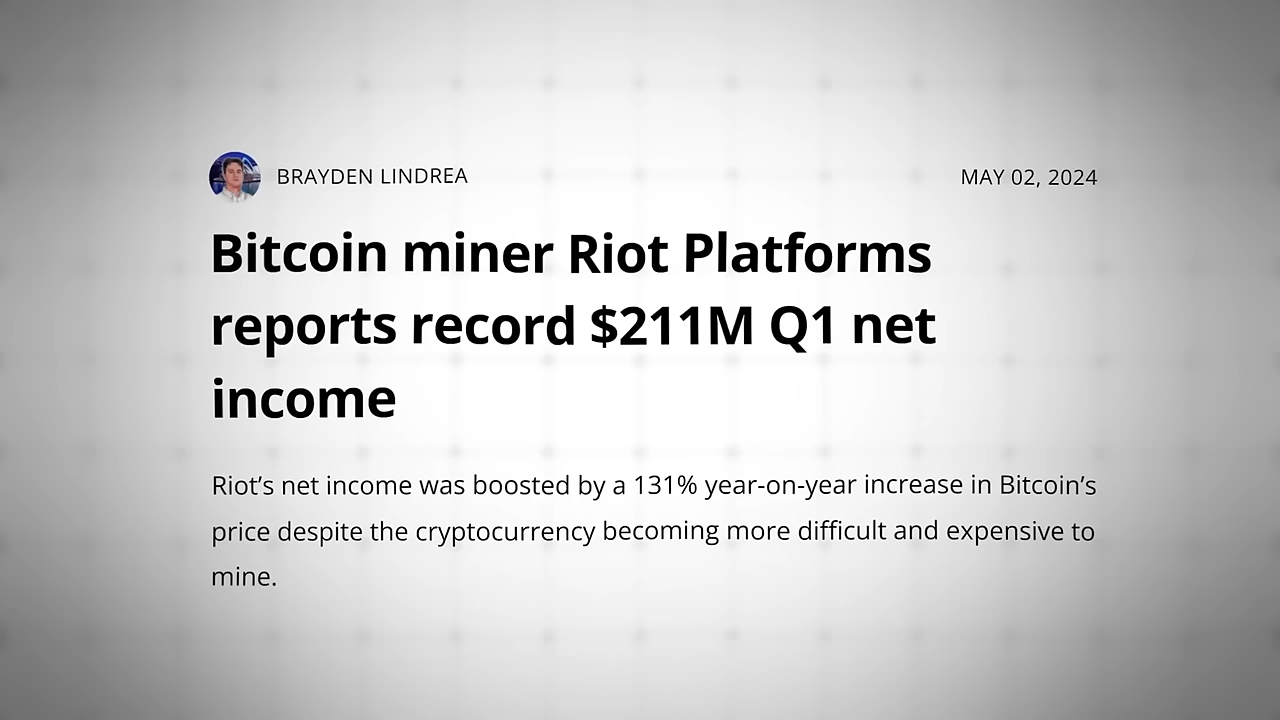 BRAYDEN LINDREA
MAY 02, 2024
Bitcoin miner Riot Platforms
reports record $211M Q1 net
income
Riot’s net income was boosted by a 131% year-on-year increase in Bitcoin’s
price despite the cryptocurrency becoming more difficult and expensive to
mine.